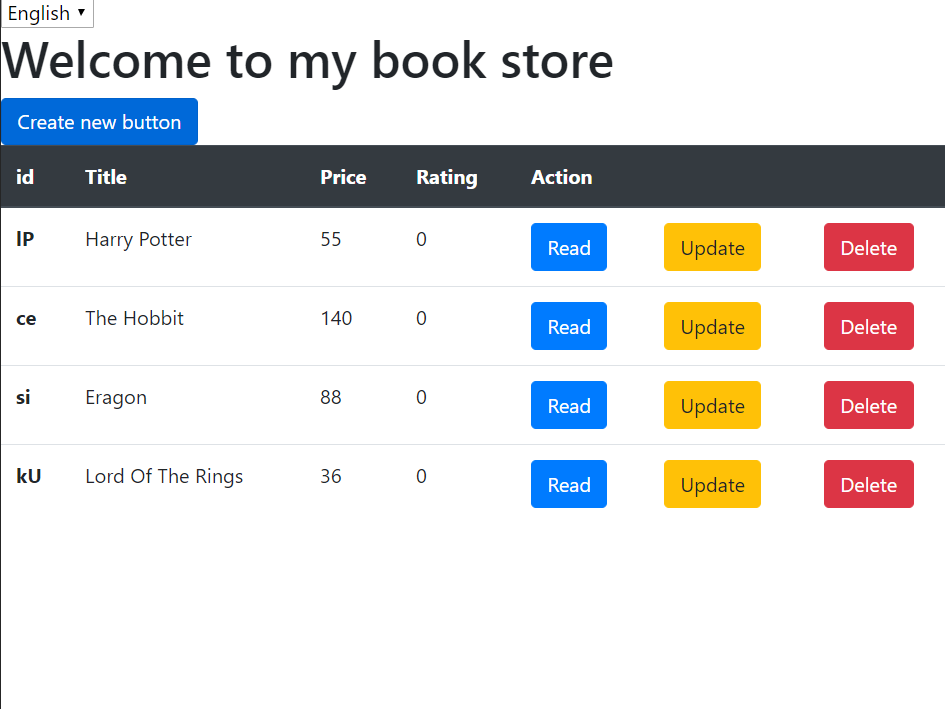 English
Welcome to my book store
Create new button
id Title Price Rating Action
lP Harry Potter 55 0 Read Update Delete
ce The Hobbit 140 0 Read Update Delete
si Eragon 88 0 Read Update Delete
kU Lord Of The Rings 36 0 Read Update Delete